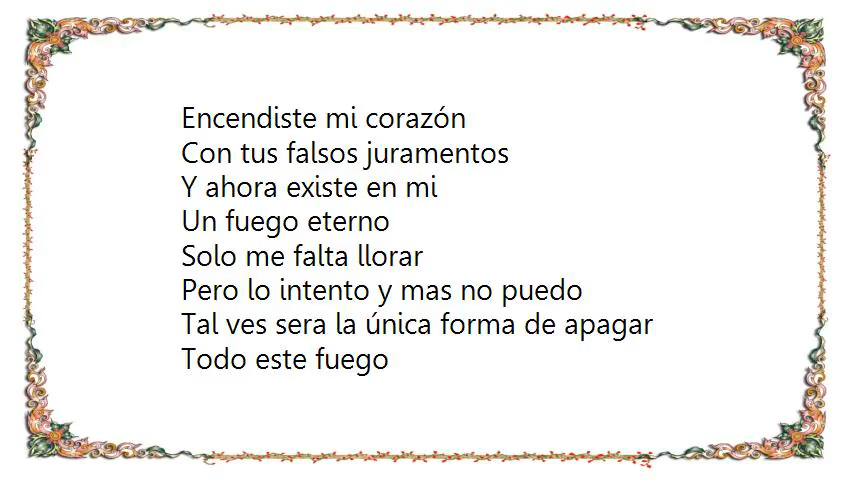 Encendiste mi corazón
Con tus falsos juramentos
Y ahora existe en mi
Un fuego eterno
Solo me falta llorar
Pero lo intento y mas no puedo
Tal ves sera la única forma de apagar
Todo este fuego